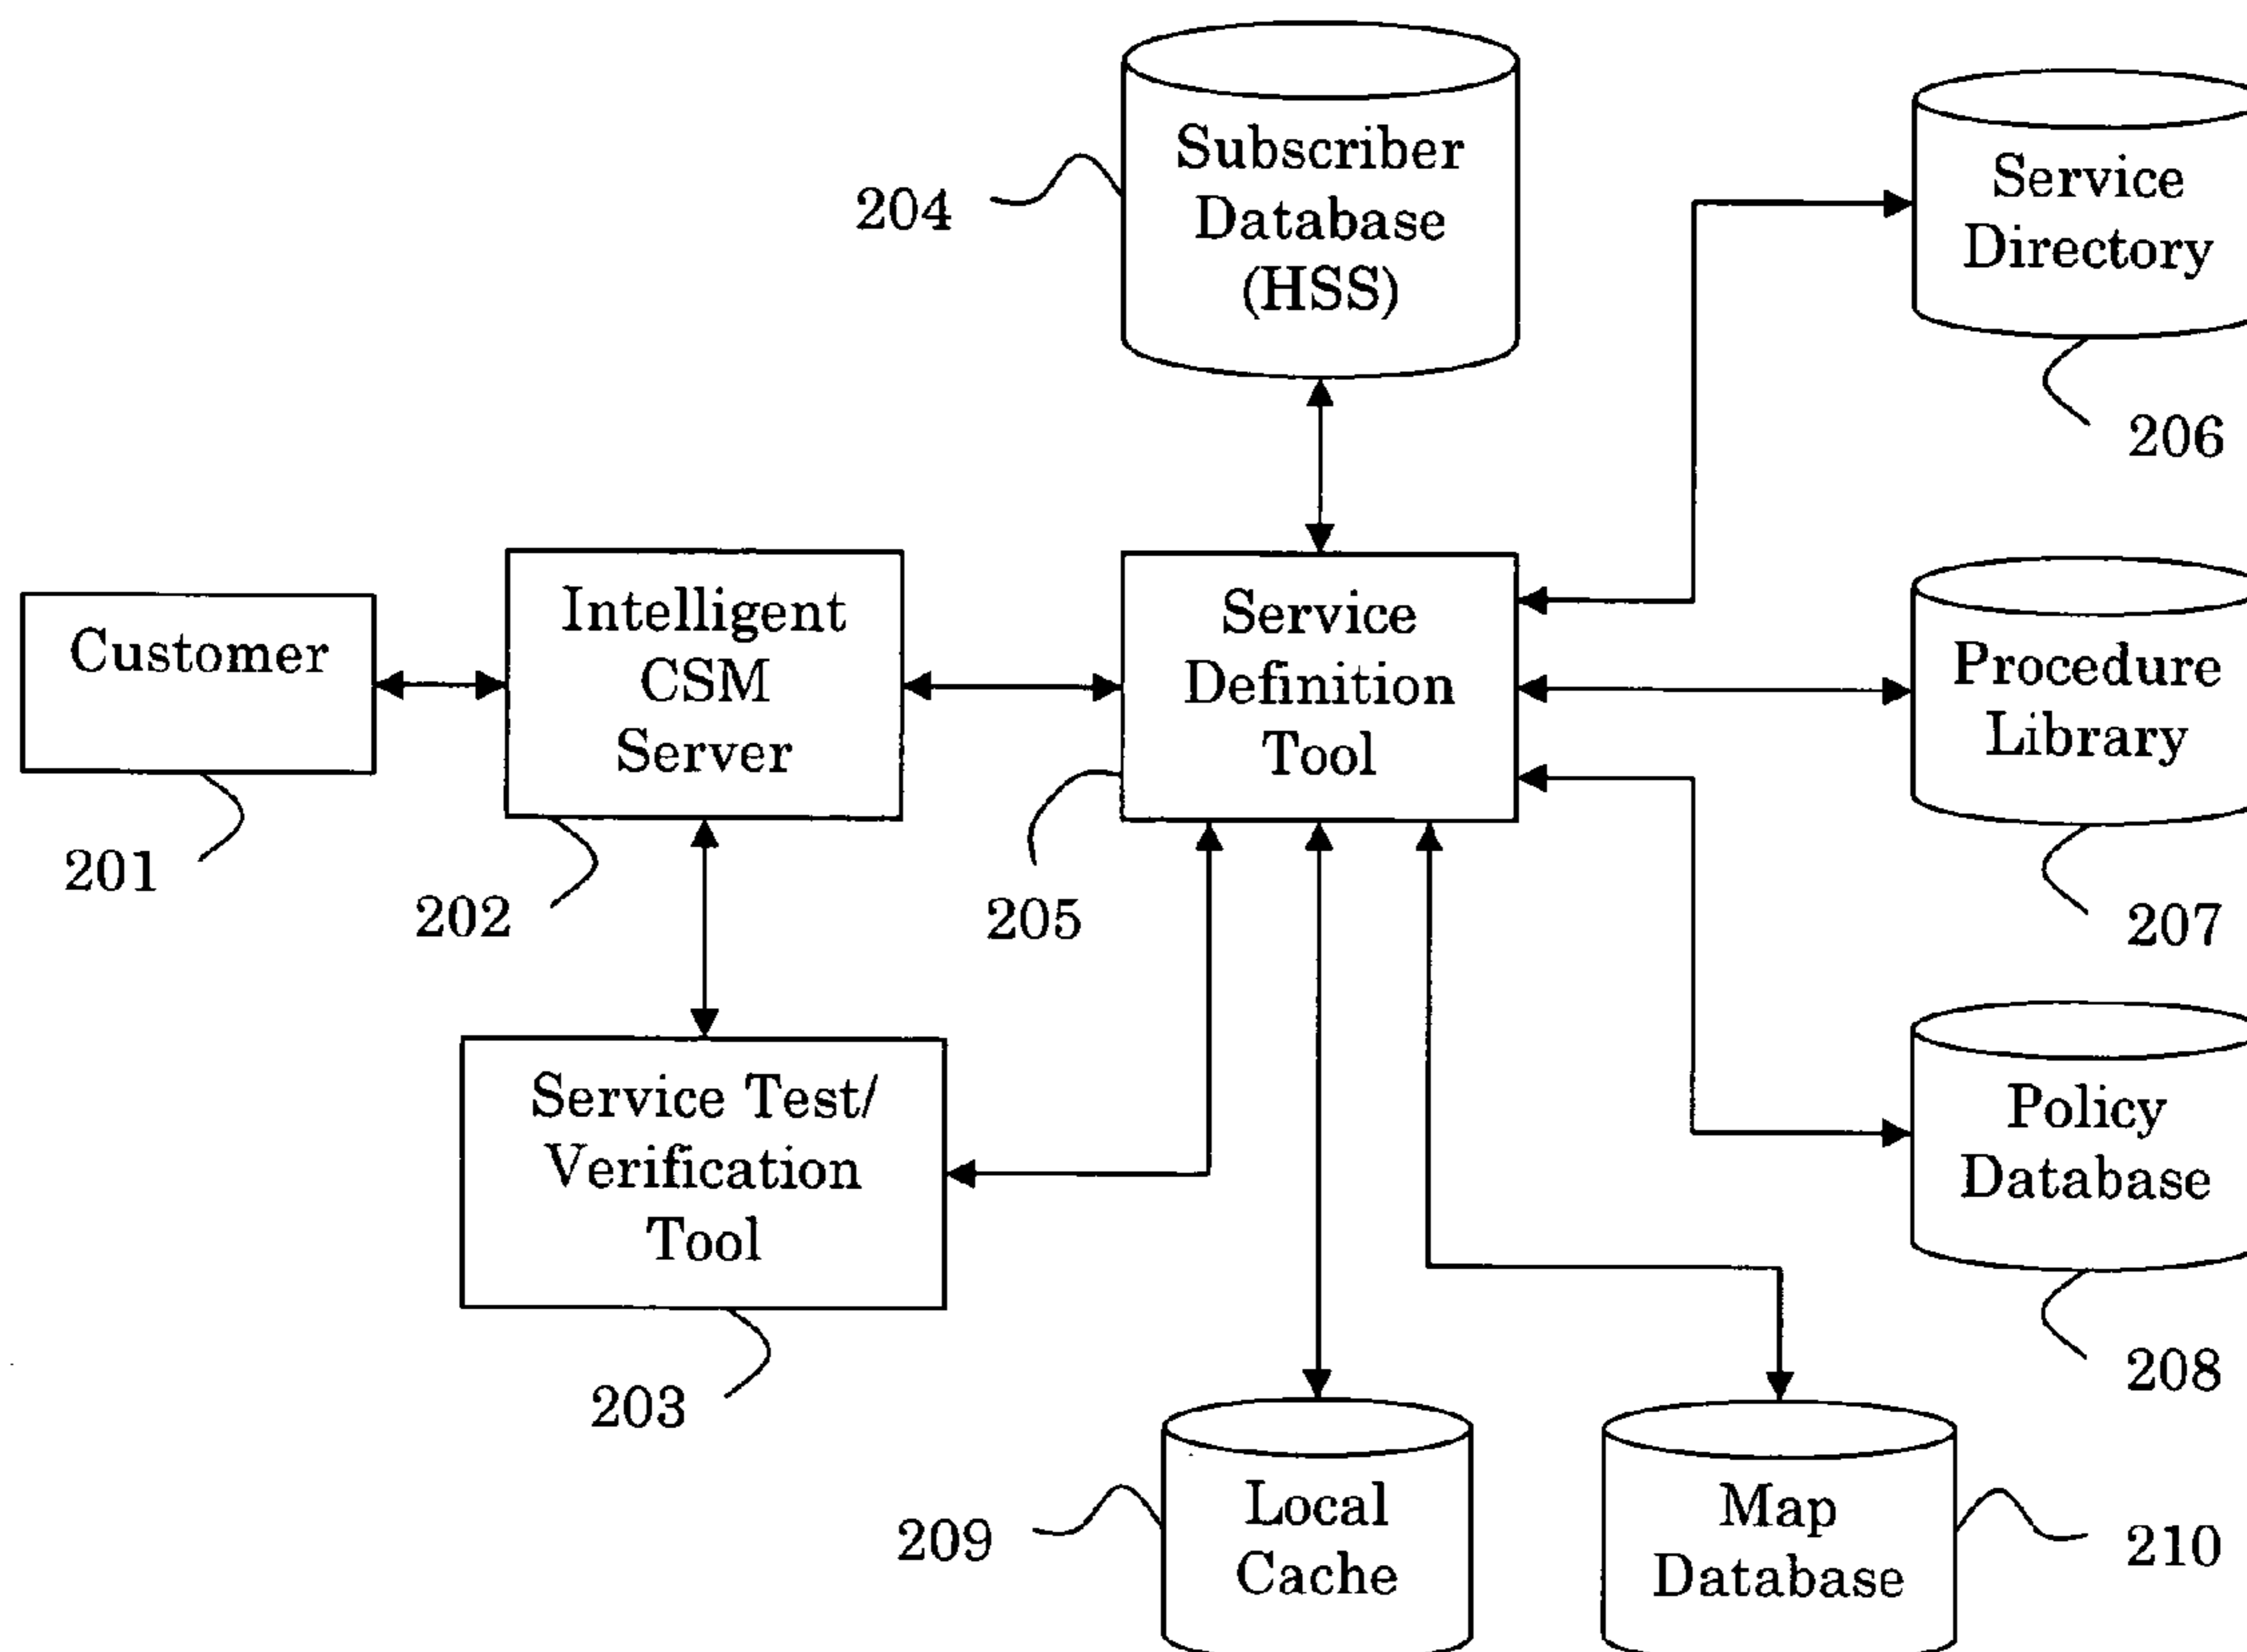 Subscriber
Database
(HSS)
204
Service
Directory
206
Customer
201
Intelligent
CSM
Server
202
Service
Definition
Tool
205
Procedure
Library
207
Service Test/
Verification
Tool
203
Policy
Database
208
Local
Cache
209
Map
Database
210